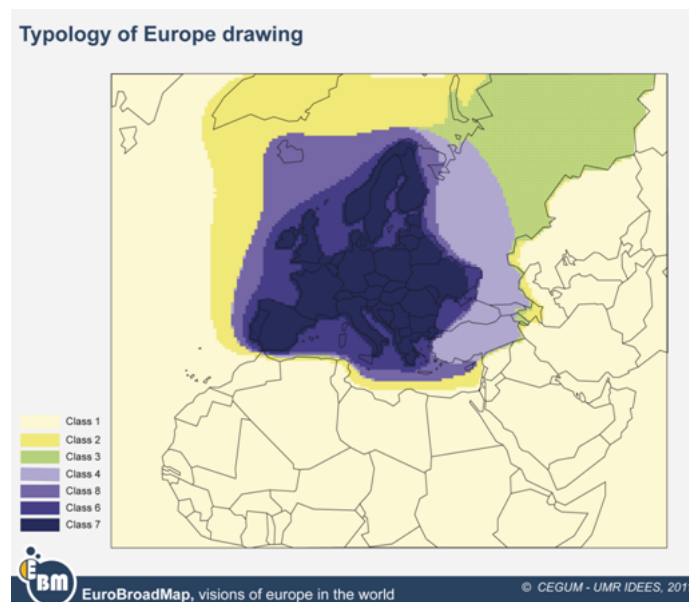 Typology of Europe drawing
Class 1
Class 2
Class 3
Class 4
Class 8
Class 6
Class 7
EBM
EuroBroadMap, visions of europe in the world
© CEGUM - UMR IDEES, 201